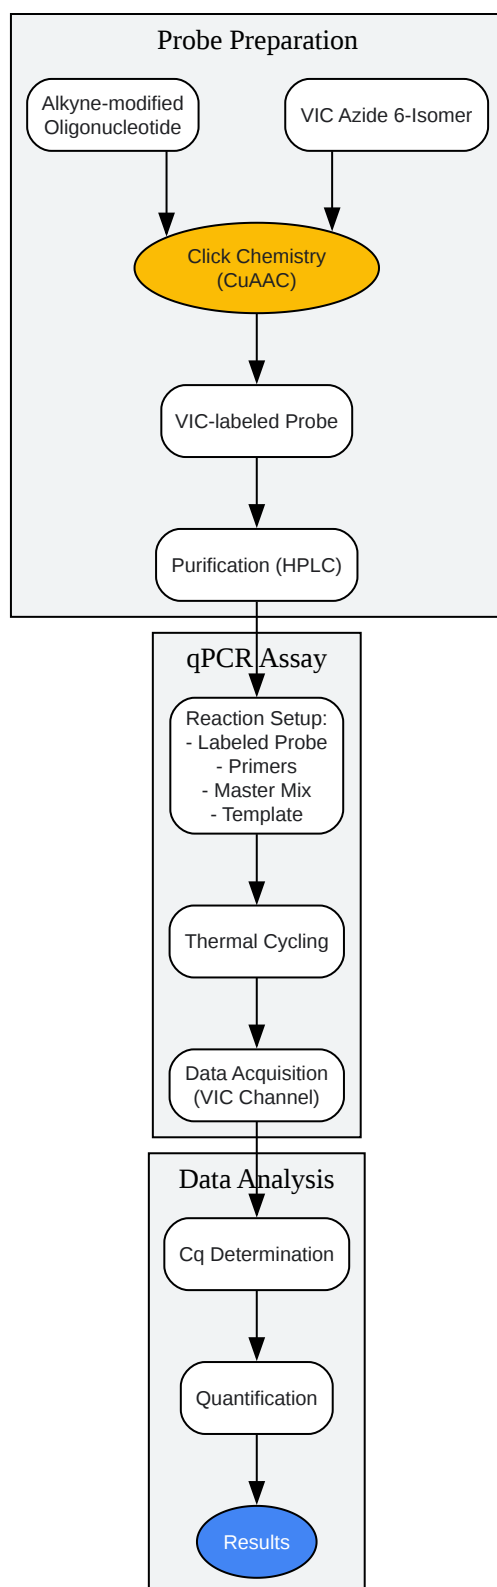 Probe Preparation
Alkyne-modified
Oligonucleotide
VIC Azide 6-Isomer
Click Chemistry
(CuAAC)
VIC-labeled Probe
Purification (HPLC)
qPCR Assay
Reaction Setup:
- Labeled Probe
- Primers
- Master Mix
- Template
Thermal Cycling
Data Acquisition
(VIC Channel)
Data Analysis
Cq Determination
Quantification
Results